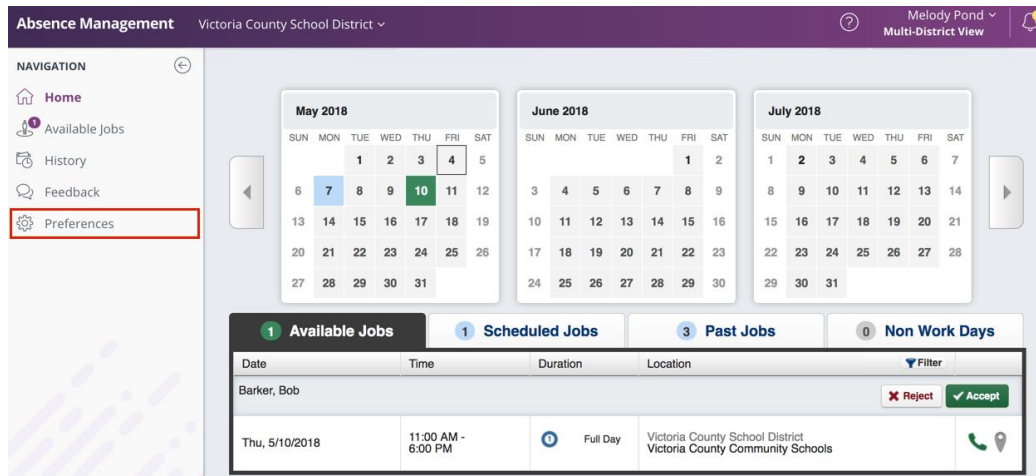 Absence Management Victoria County School District
? Melody Pond
Multi-District View
NAVIGATION
Home
1 Available Jobs
History
Feedback
Preferences
May 2018
SUN MON TUE WED THU FRI SAT
1 2 3 4 5
6 7 8 9 10 11 12
13 14 15 16 17 18 19
20 21 22 23 24 25 26
27 28 29 30 31
June 2018
SUN MON TUE WED THU FRI SAT
1 2
3 4 5 6 7 8 9
10 11 12 13 14 15 16
17 18 19 20 21 22 23
24 25 26 27 28 29 30
July 2018
SUN MON TUE WED THU FRI SAT
1 2 3 4 5 6 7
8 9 10 11 12 13 14
15 16 17 18 19 20 21
22 23 24 25 26 27 28
29 30 31
1 Available Jobs 1 Scheduled Jobs 3 Past Jobs 0 Non Work Days
Date Time Duration Location Filter
Barker, Bob Reject Accept
Thu, 5/10/2018 11:00 AM -
6:00 PM Full Day Victoria County School District
Victoria County Community Schools